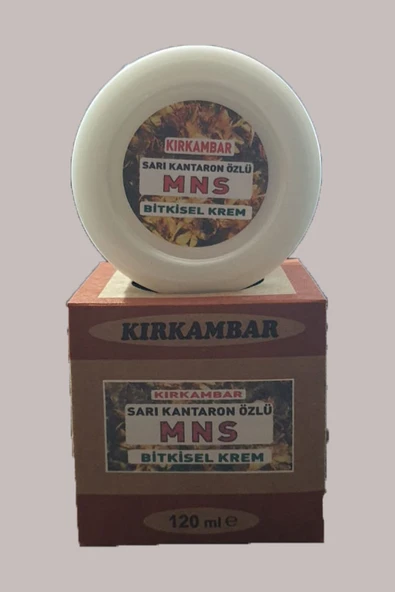 KIRKAMBAR
SARI KANTARON ÖZLÜ
MNS
BİTKİSEL KREM
KIRKAMBAR
KIRKAMBAR
SARI KANTARON ÖZLÜ
MNS
BİTKİSEL KREM
120 ml ℮